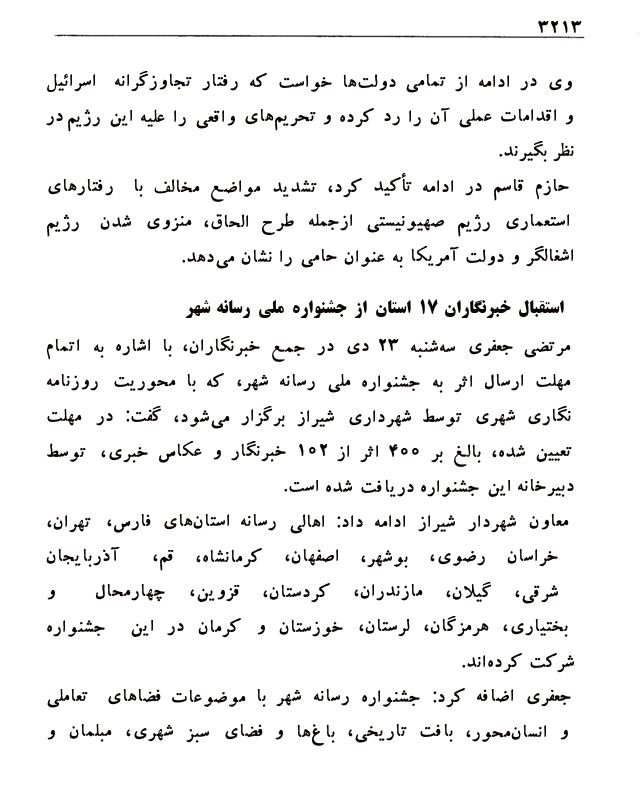 ۳۲۱۳
وی در ادامه از تمامی دولت‌ها خواست که رفتار تجاوزگرانه اسرائیل
و اقدامات عملی آن را رد کرده و تحریم‌های واقعی را علیه این رژیم در
نظر بگیرند.
حازم قاسم در ادامه تأکید کرد، تشدید مواضع مخالف با رفتارهای
استعماری رژیم صهیونیستی ازجمله طرح الحاق، منزوی شدن رژیم
اشغالگر و دولت آمریکا به عنوان حامی را نشان می‌دهد.
استقبال خبرنگاران ۱۷ استان از جشنواره ملی رسانه شهر
مرتضی جعفری سه‌شنبه ۲۳ دی در جمع خبرنگاران، با اشاره به اتمام
مهلت ارسال اثر به جشنواره ملی رسانه شهر، که با محوریت روزنامه
نگاری شهری توسط شهرداری شیراز برگزار می‌شود، گفت: در مهلت
تعیین شده، بالغ بر ۴۰۰ اثر از ۱۰۲ خبرنگار و عکاس خبری، توسط
دبیرخانه این جشنواره دریافت شده است.
معاون شهردار شیراز ادامه داد: اهالی رسانه استان‌های فارس، تهران،
خراسان رضوی، بوشهر، اصفهان، کرمانشاه، قم، آذربایجان
شرقی، گیلان، مازندران، کردستان، قزوین، چهارمحال و
بختیاری، هرمزگان، لرستان، خوزستان و کرمان در این جشنواره
شرکت کرده‌اند.
جعفری اضافه کرد: جشنواره رسانه شهر با موضوعات فضاهای تعاملی
و انسان‌محور، بافت تاریخی، باغ‌ها و فضای سبز شهری، مبلمان و